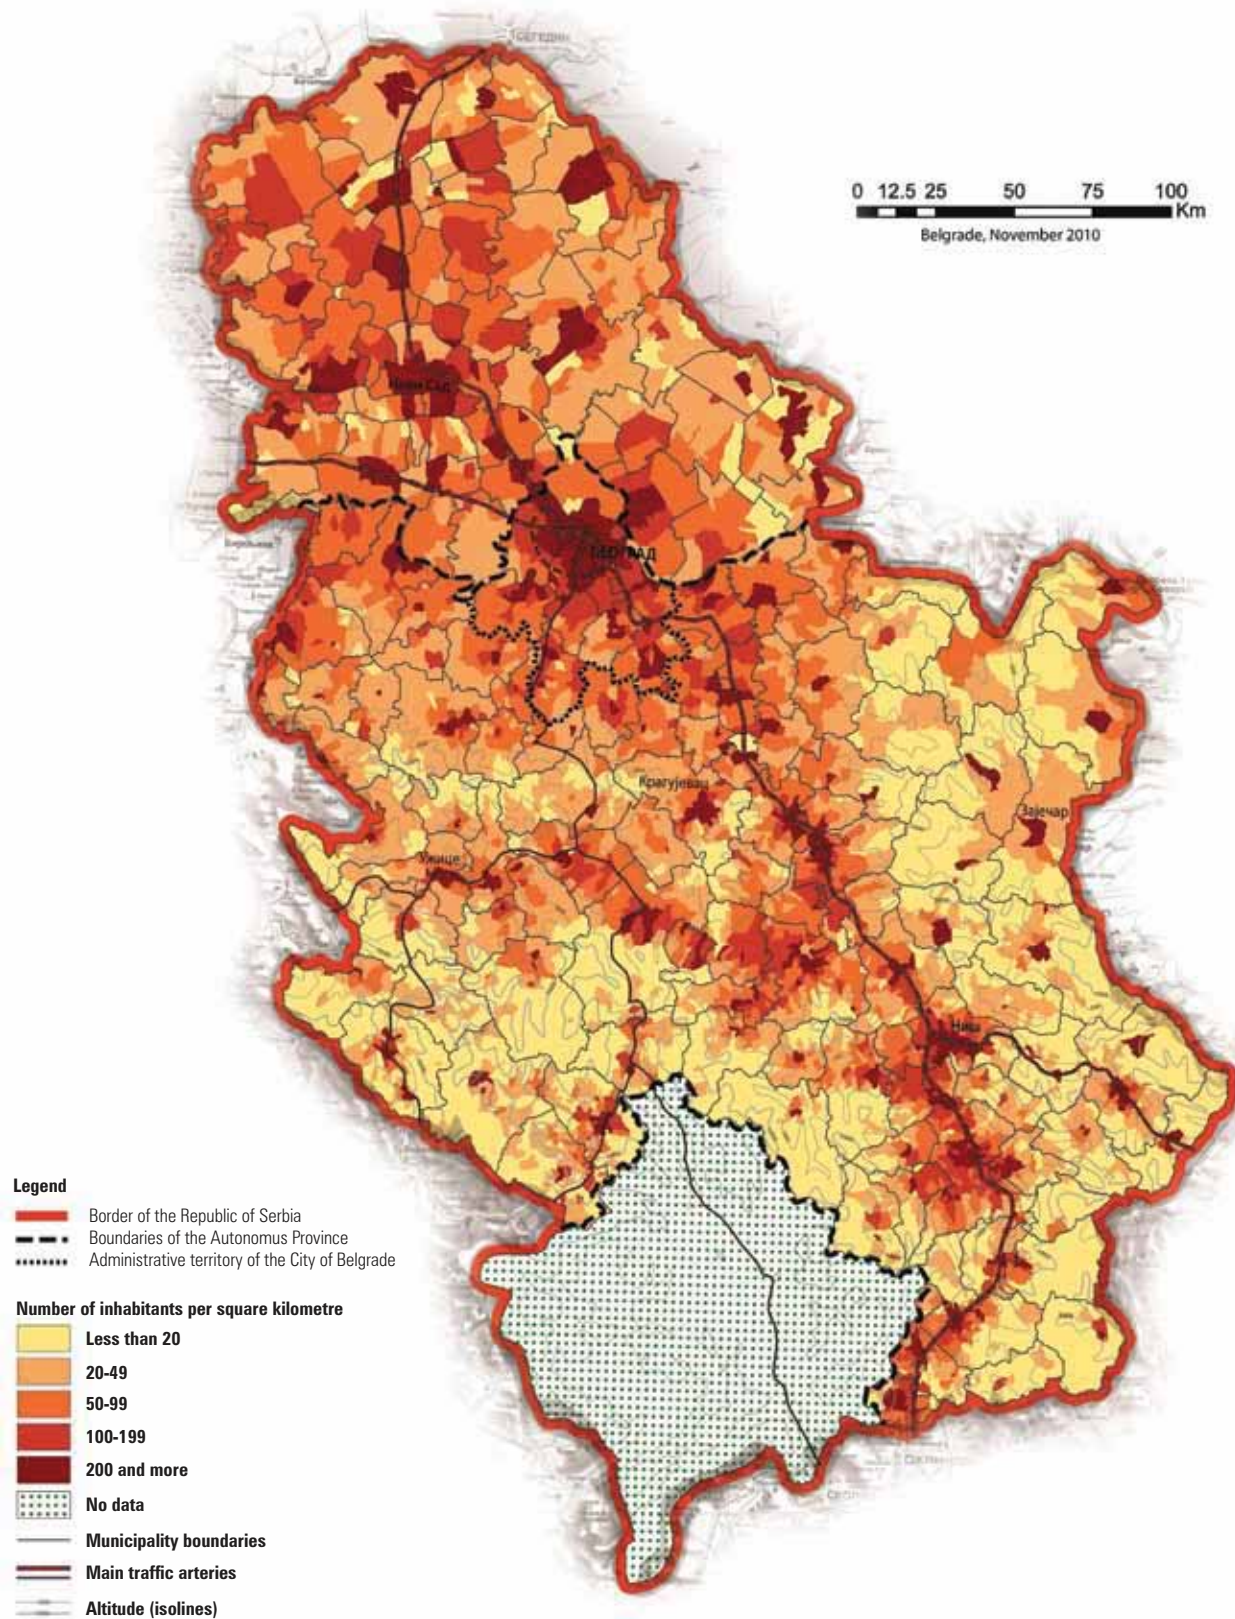 0 12.5 25 50 75 100
Km
Belgrade, November 2010
Нови Сад
БЕОГРАД
Крагујевац
Зајечар
Ужице
Ниш
Legend
Border of the Republic of Serbia
Boundaries of the Autonomus Province
Administrative territory of the City of Belgrade
Number of inhabitants per square kilometre
Less than 20
20-49
50-99
100-199
200 and more
No data
Municipality boundaries
Main traffic arteries
Altitude (isolines)